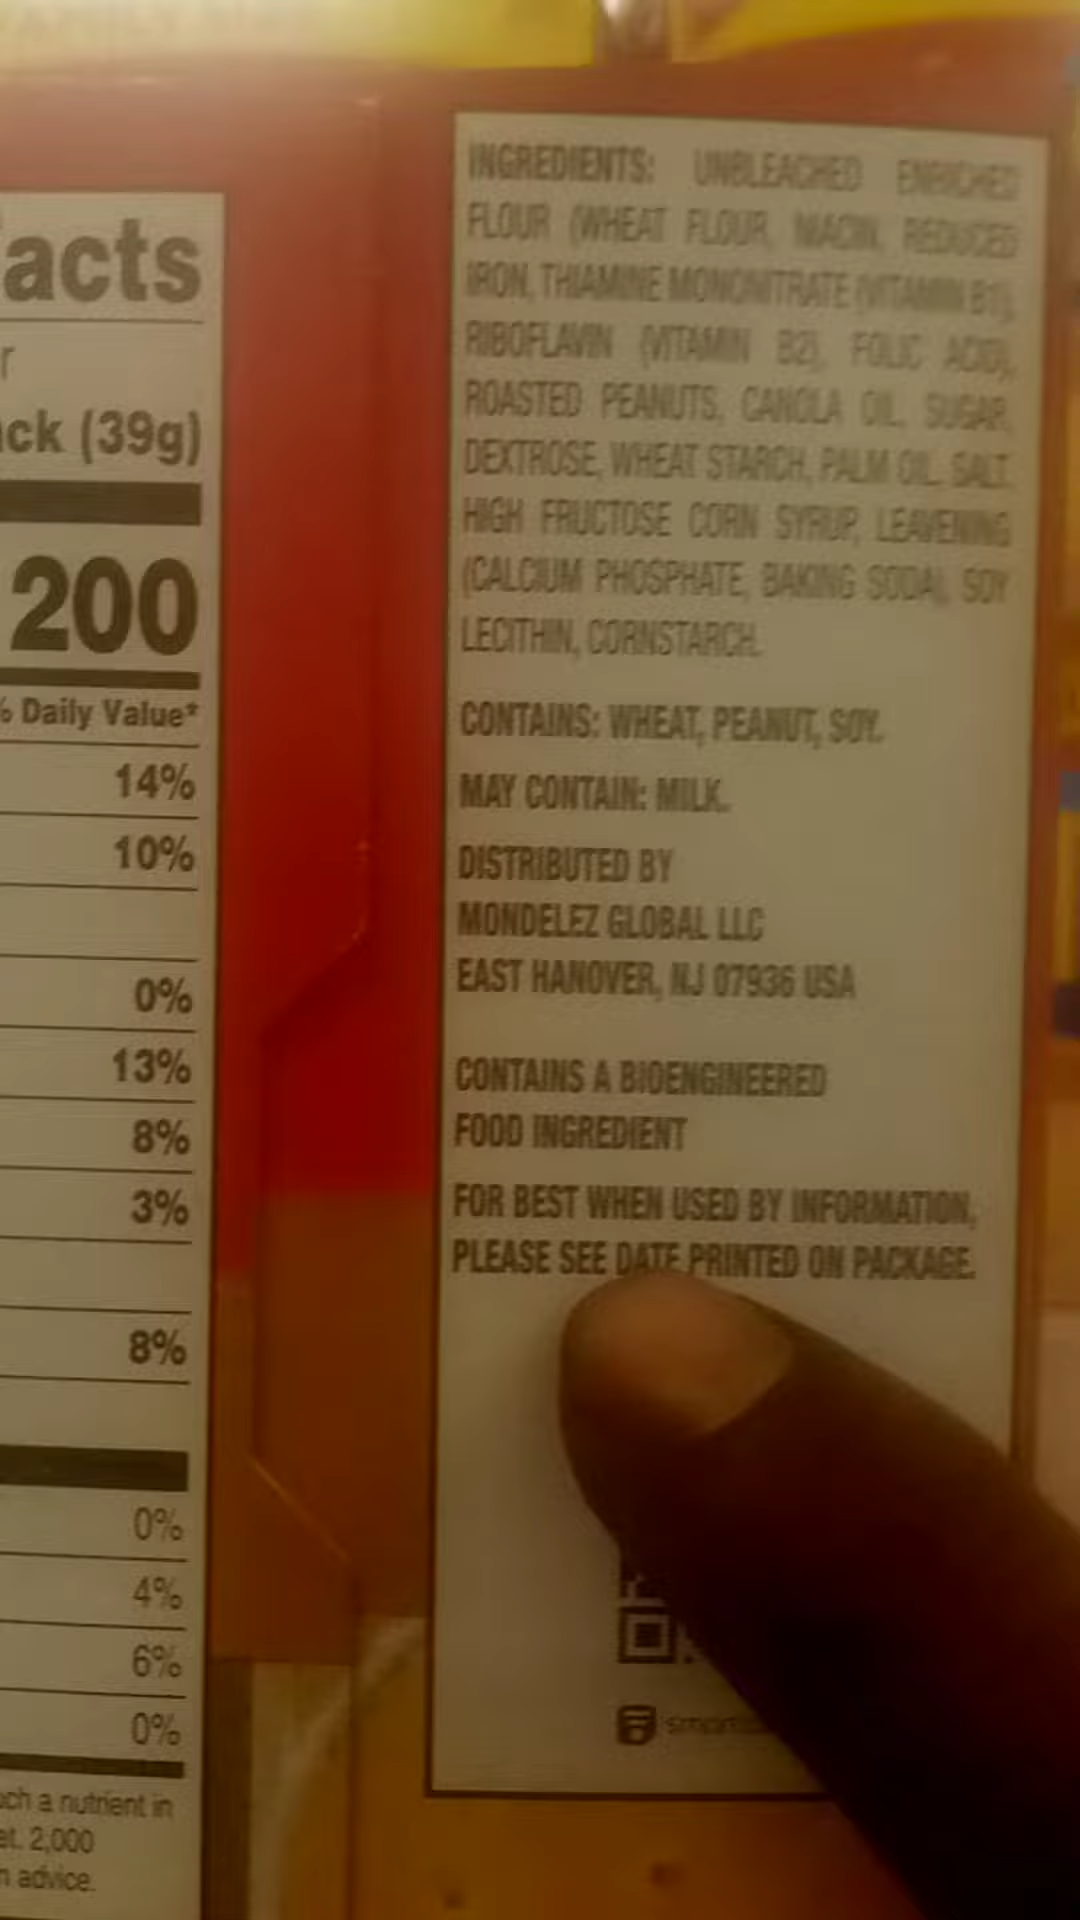 FAMILY SIZE
acts
r
ck (39g)
200
% Daily Value*
14%
10%
0%
13%
8%
3%
8%
0%
4%
6%
0%
ch a nutrient in
et. 2,000
n advice.
INGREDIENTS: UNBLEACHED ENRICHED
FLOUR (WHEAT FLOUR, NIACIN, REDUCED
IRON, THIAMINE MONONITRATE (VITAMIN B1),
RIBOFLAVIN (VITAMIN B2), FOLIC ACID),
ROASTED PEANUTS, CANOLA OIL, SUGAR,
DEXTROSE, WHEAT STARCH, PALM OIL, SALT,
HIGH FRUCTOSE CORN SYRUP, LEAVENING
(CALCIUM PHOSPHATE, BAKING SODA), SOY
LECITHIN, CORNSTARCH.
CONTAINS: WHEAT, PEANUT, SOY.
MAY CONTAIN: MILK.
DISTRIBUTED BY
MONDELEZ GLOBAL LLC
EAST HANOVER, NJ 07936 USA
CONTAINS A BIOENGINEERED
FOOD INGREDIENT
FOR BEST WHEN USED BY INFORMATION,
PLEASE SEE DATE PRINTED ON PACKAGE.
smar